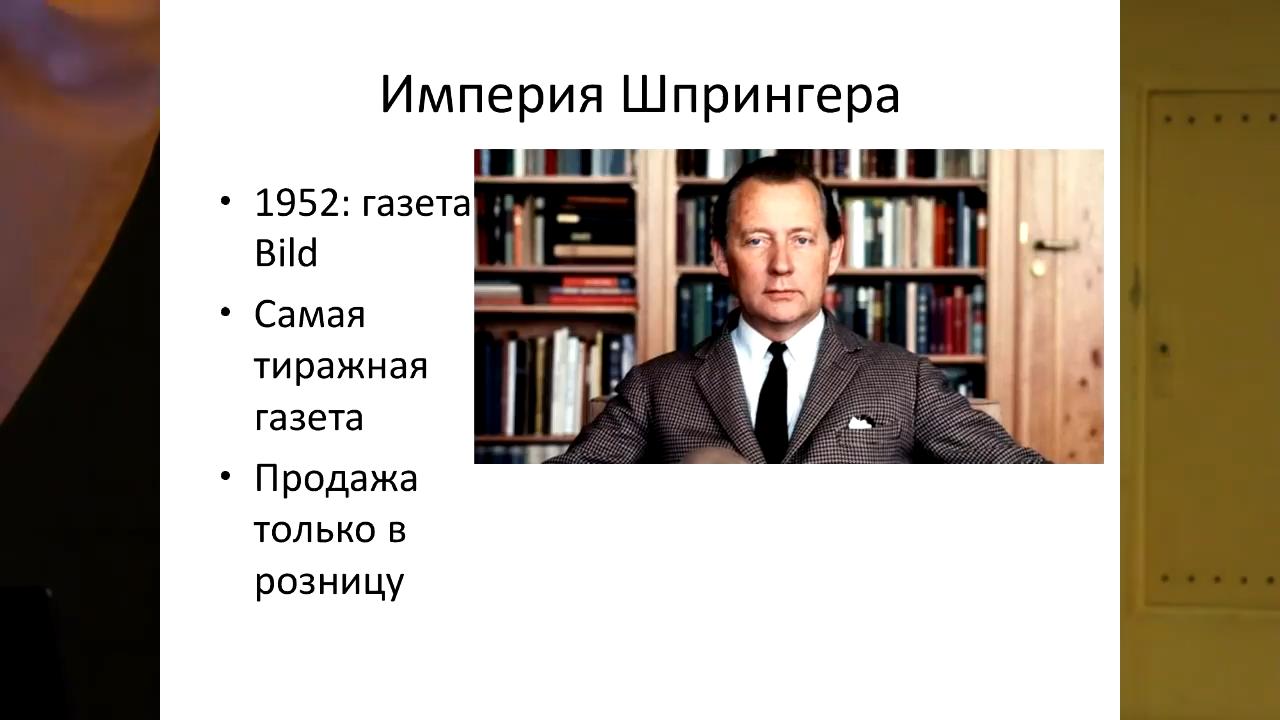 Империя Шпрингера
• 1952: газета
Bild
• Самая
тиражная
газета
• Продажа
только в
розницу